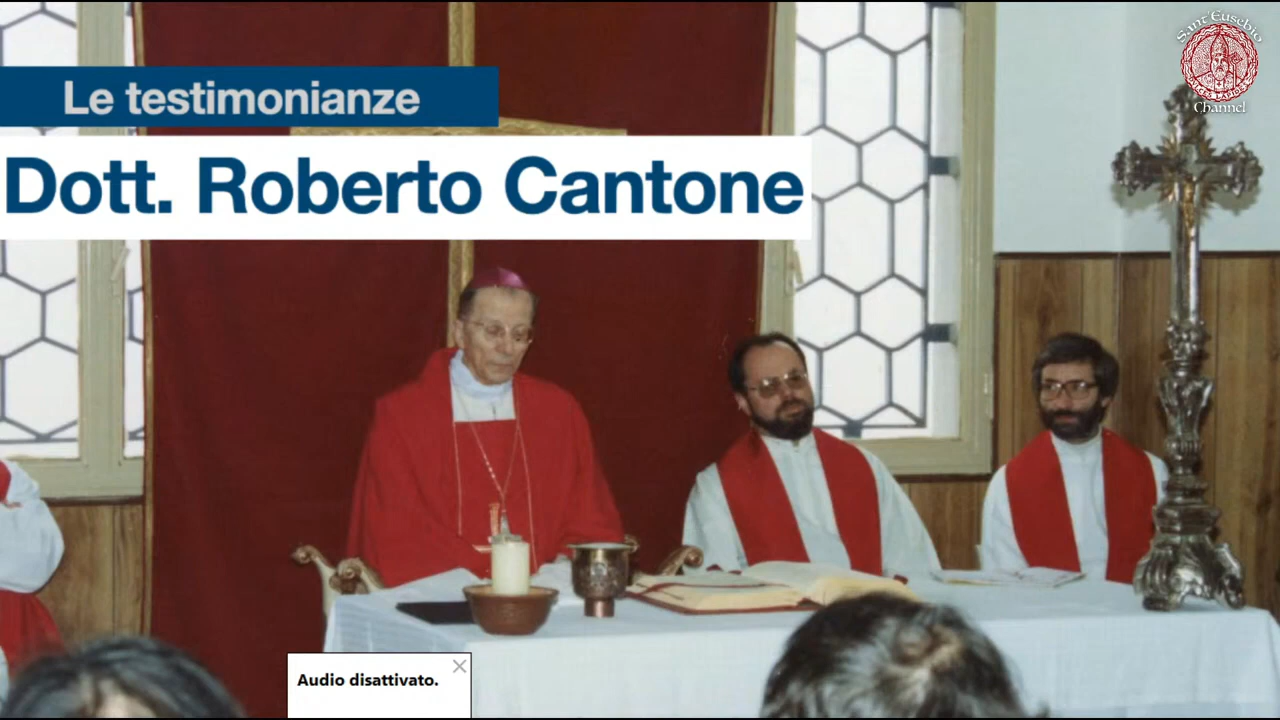 Le testimonianze
Dott. Roberto Cantone
Sant'Eusebio
Channel
Audio disattivato.